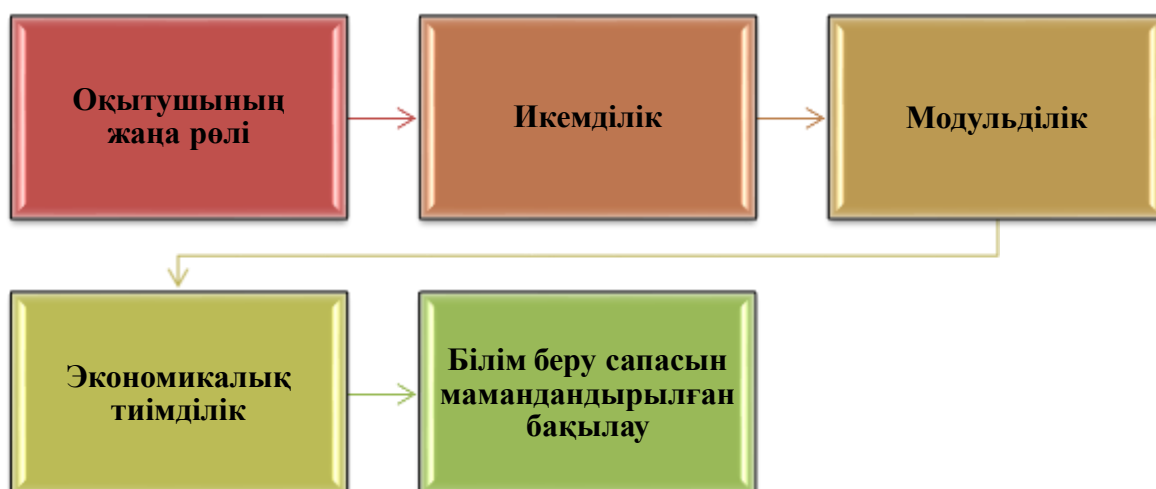 Оқытушының
жаңа рөлі
Икемділік
Модульділік
Экономикалық
тиімділік
Білім беру сапасын
мамандандырылған
бақылау